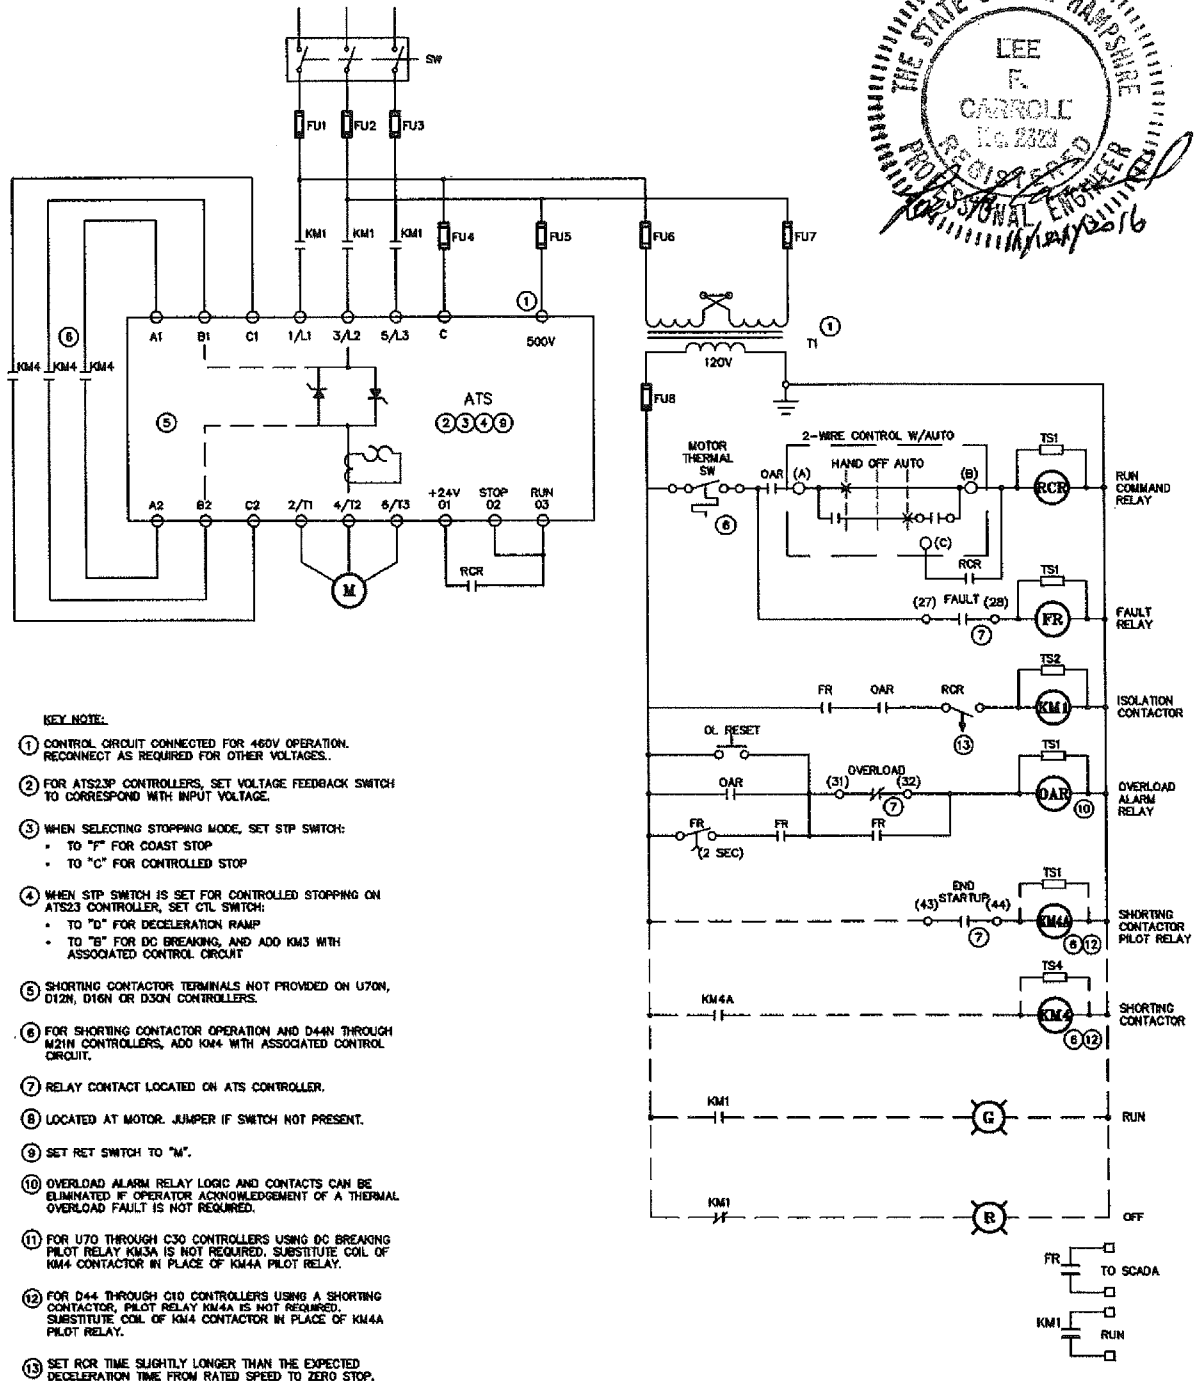 THE STATE
HAMPSHIRE
LEE
F.
CARROLL
No. 2323
REGISTERED
PROFESSIONAL ENGINEER
SW
FU1
FU2
FU3
KM1
KM1
KM1
FU4
FU5
FU6
FU7
1
A1
B1
C1
1/L1
3/L2
5/L3
C
500V
T1
1
120V
FU8
6
KM4
KM4
KM4
5
ATS
2 3 4 9
A2
B2
C2
2/T1
4/T2
6/T3
+24V
01
STOP
02
RUN
03
RCR
M
MOTOR
THERMAL
SW
8
OAR
2-WIRE CONTROL W/AUTO
HAND OFF AUTO
(A)
(B)
(C)
RCR
TS1
RCR
RUN
COMMAND
RELAY
(27) FAULT (28)
7
TS1
FR
FAULT
RELAY
FR
OAR
RCR
13
TS2
KM1
ISOLATION
CONTACTOR
OL RESET
OAR
(31) OVERLOAD (32)
7
TS1
OAR
10
OVERLOAD
ALARM
RELAY
FR
(2 SEC)
FR
FR
(43) END STARTUP (44)
7
TS1
KM4A
6 12
SHORTING
CONTACTOR
PILOT RELAY
KM4A
TS4
KM4
6 12
SHORTING
CONTACTOR
KM1
G
RUN
KM1
R
OFF
FR
TO SCADA
KM1
RUN
KEY NOTE:
1 CONTROL CIRCUIT CONNECTED FOR 460V OPERATION.
RECONNECT AS REQUIRED FOR OTHER VOLTAGES..
2 FOR ATS23P CONTROLLERS, SET VOLTAGE FEEDBACK SWITCH
TO CORRESPOND WITH INPUT VOLTAGE.
3 WHEN SELECTING STOPPING MODE, SET STP SWITCH:
- TO "F" FOR COAST STOP
- TO "C" FOR CONTROLLED STOP
4 WHEN STP SWITCH IS SET FOR CONTROLLED STOPPING ON
ATS23 CONTROLLER, SET CTL SWITCH:
- TO "D" FOR DECELERATION RAMP
- TO "B" FOR DC BREAKING, AND ADD KM3 WITH
ASSOCIATED CONTROL CIRCUIT
5 SHORTING CONTACTOR TERMINALS NOT PROVIDED ON U70N,
D12N, D16N OR D30N CONTROLLERS.
6 FOR SHORTING CONTACTOR OPERATION AND D44N THROUGH
M21N CONTROLLERS, ADD KM4 WITH ASSOCIATED CONTROL
CIRCUIT.
7 RELAY CONTACT LOCATED ON ATS CONTROLLER.
8 LOCATED AT MOTOR. JUMPER IF SWITCH NOT PRESENT.
9 SET RET SWITCH TO "M".
10 OVERLOAD ALARM RELAY LOGIC AND CONTACTS CAN BE
ELIMINATED IF OPERATOR ACKNOWLEDGEMENT OF A THERMAL
OVERLOAD FAULT IS NOT REQUIRED.
11 FOR U70 THROUGH C30 CONTROLLERS USING DC BREAKING
PILOT RELAY KM3A IS NOT REQUIRED. SUBSTITUTE COIL OF
KM4 CONTACTOR IN PLACE OF KM4A PILOT RELAY.
12 FOR D44 THROUGH C10 CONTROLLERS USING A SHORTING
CONTACTOR, PILOT RELAY KM4A IS NOT REQUIRED.
SUBSTITUTE COIL OF KM4 CONTACTOR IN PLACE OF KM4A
PILOT RELAY.
13 SET RCR TIME SLIGHTLY LONGER THAN THE EXPECTED
DECELERATION TIME FROM RATED SPEED TO ZERO STOP.